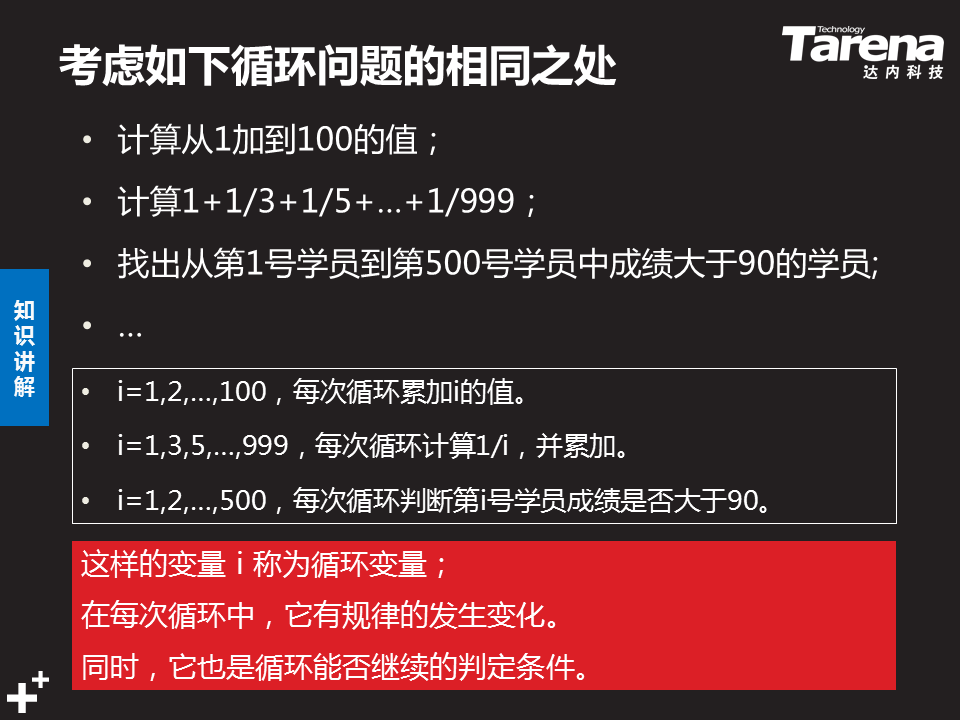 考虑如下循环问题的相同之处
Technology
Tarena
达内科技
• 计算从1加到100的值；
• 计算1+1/3+1/5+…+1/999；
• 找出从第1号学员到第500号学员中成绩大于90的学员;
• …
知识讲解
• i=1,2,…,100，每次循环累加i的值。
• i=1,3,5,…,999，每次循环计算1/i，并累加。
• i=1,2,…,500，每次循环判断第i号学员成绩是否大于90。
这样的变量 i 称为循环变量；
在每次循环中，它有规律的发生变化。
同时，它也是循环能否继续的判定条件。